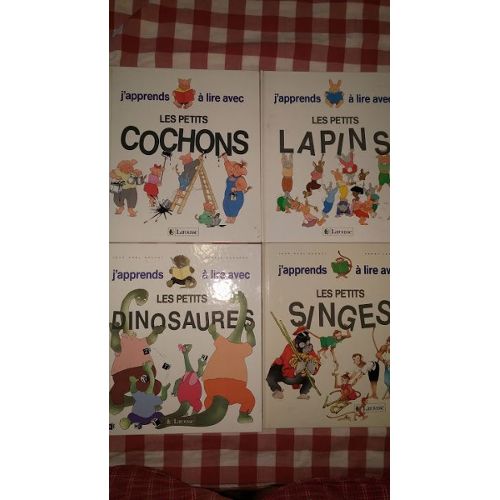 j'apprends à lire avec
LES PETITS
COCHONS
Larousse
j'apprends à lire avec
LES PETITS
LAPINS
Larousse
j'apprends à lire avec
LES PETITS
DINOSAURES
Larousse
j'apprends à lire avec
LES PETITS
SINGES
Larousse